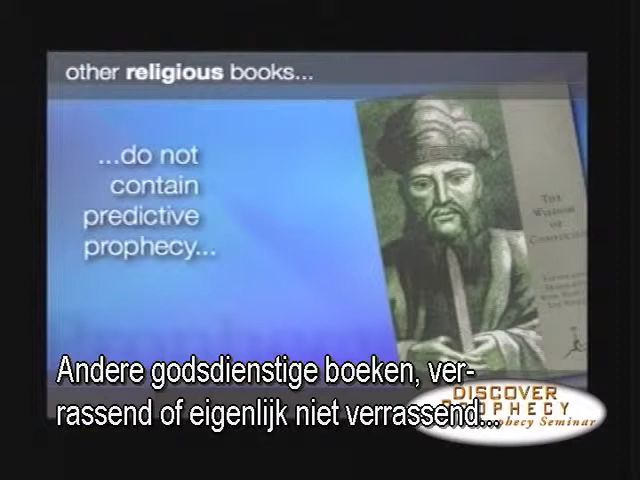 other religious books...
...do not
contain
predictive
prophecy...
THE
WISDOM
OF
CONFUCIUS
Andere godsdienstige boeken, ver-
rassend of eigenlijk niet verrassend...
DISCOVER
PROPHECY
Prophecy Seminar